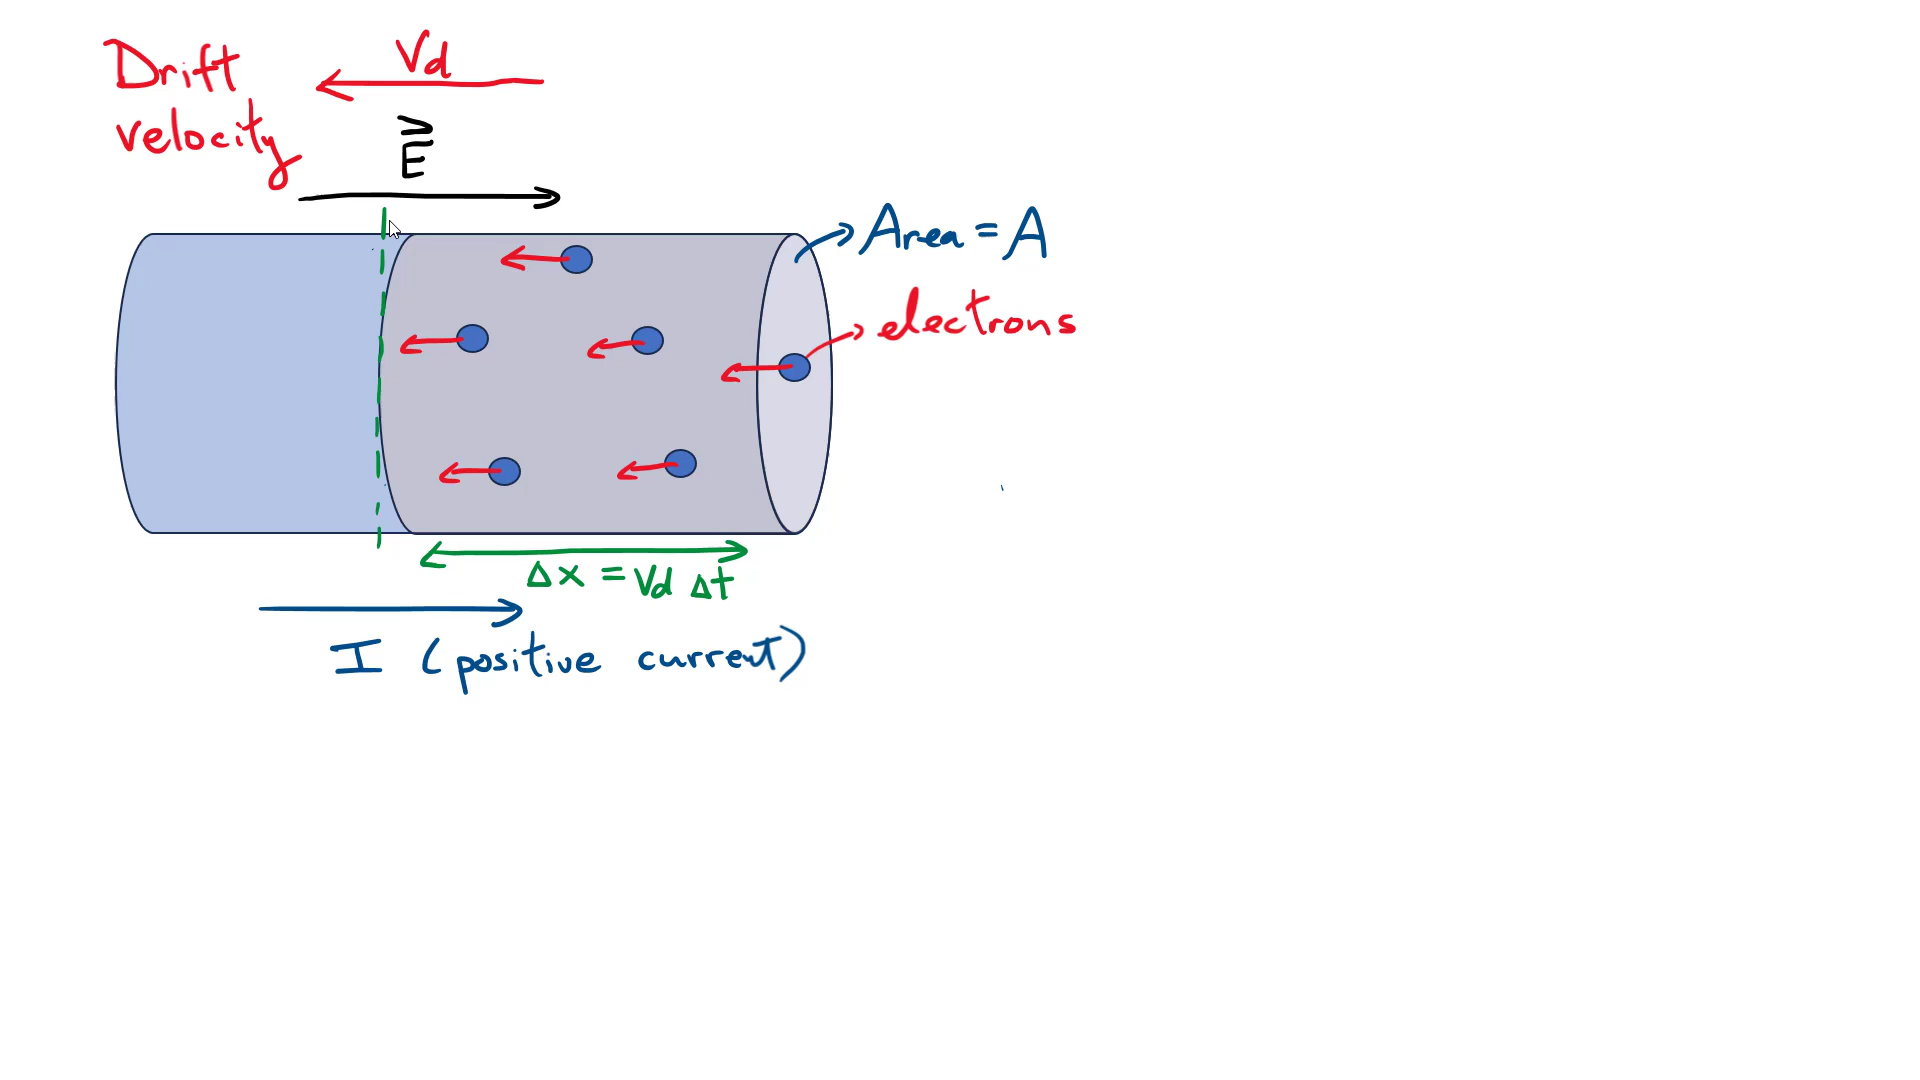 Drift
velocity
Vd
E
Area = A
electrons
Δx = Vd Δt
I (positive current)